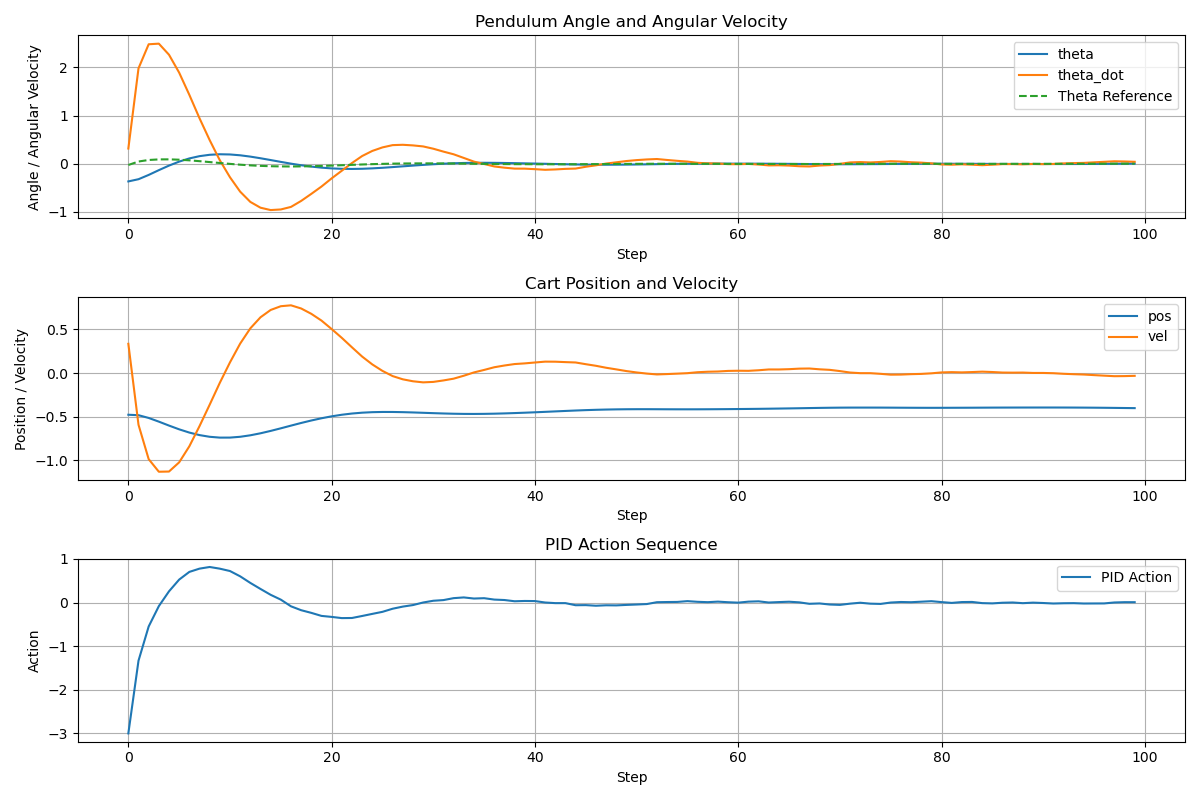 Pendulum Angle and Angular Velocity
Angle / Angular Velocity
2
1
0
−1
theta
theta_dot
Theta Reference
0 20 40 60 80 100
Step
Cart Position and Velocity
Position / Velocity
0.5
0.0
−0.5
−1.0
pos
vel
0 20 40 60 80 100
Step
PID Action Sequence
Action
1
0
−1
−2
−3
PID Action
0 20 40 60 80 100
Step